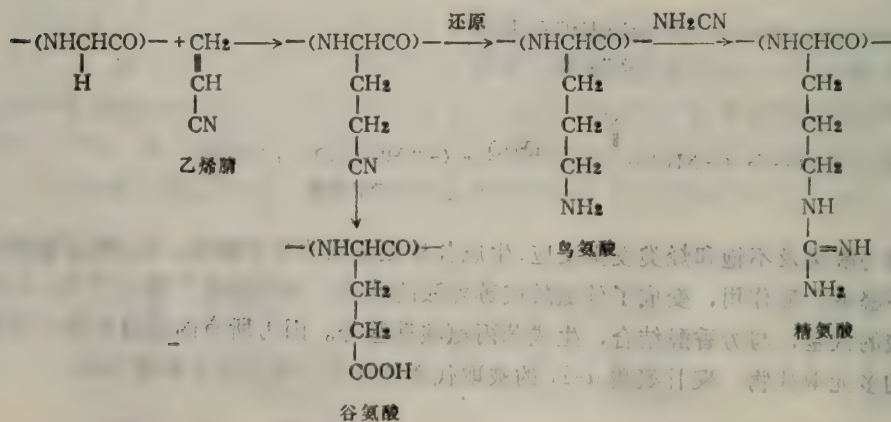 还原 NH₂CN
—(NHCHCO)— + CH₂ → —(NHCHCO)— → —(NHCHCO)— → —(NHCHCO)—
H CH CH₂ CH₂ CH₂
CN CH₂ CH₂ CH₂
乙烯腈 CN CH₂ CH₂
NH₂ NH
—(NHCHCO)— 鸟氨酸 C=NH
CH₂ NH₂
CH₂ 糖氨酸
COOH
谷氨酸